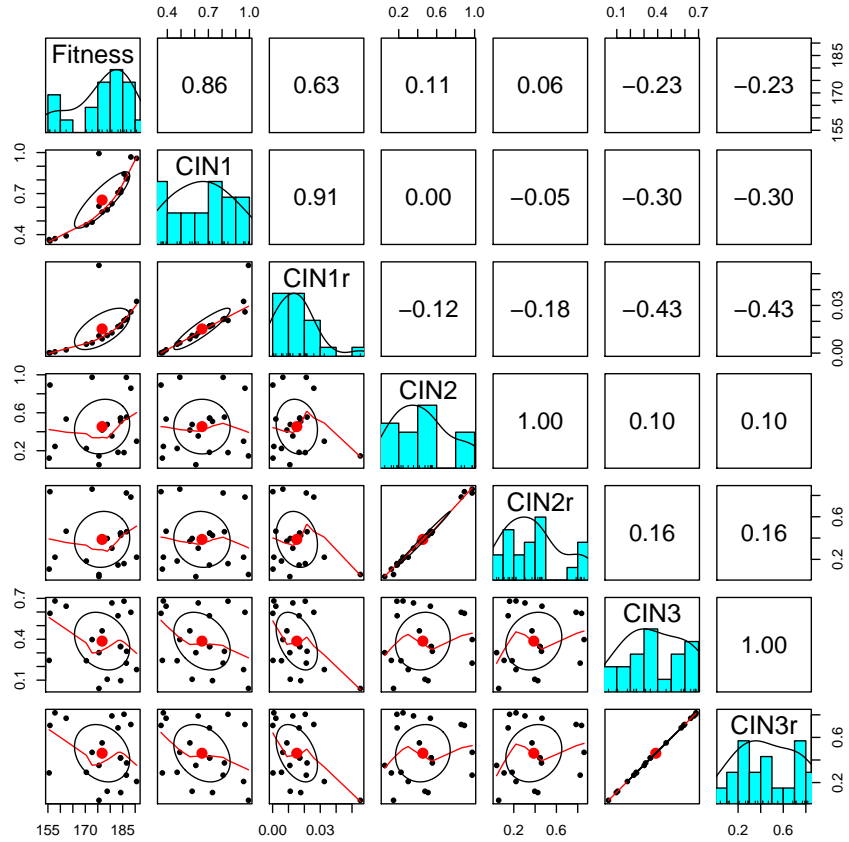 0.4 0.7 1.0 0.2 0.6 1.0 0.1 0.4 0.7
Fitness 0.86 0.63 0.11 0.06 −0.23 −0.23
155 170 185
0.4 0.7 1.0
CIN1 0.91 0.00 −0.05 −0.30 −0.30
CIN1r −0.12 −0.18 −0.43 −0.43
0.00 0.03
0.2 0.6 1.0
CIN2 1.00 0.10 0.10
CIN2r 0.16 0.16
0.2 0.6
0.1 0.4 0.7
CIN3 1.00
CIN3r
0.2 0.6
155 170 185 0.00 0.03 0.2 0.6 0.2 0.6